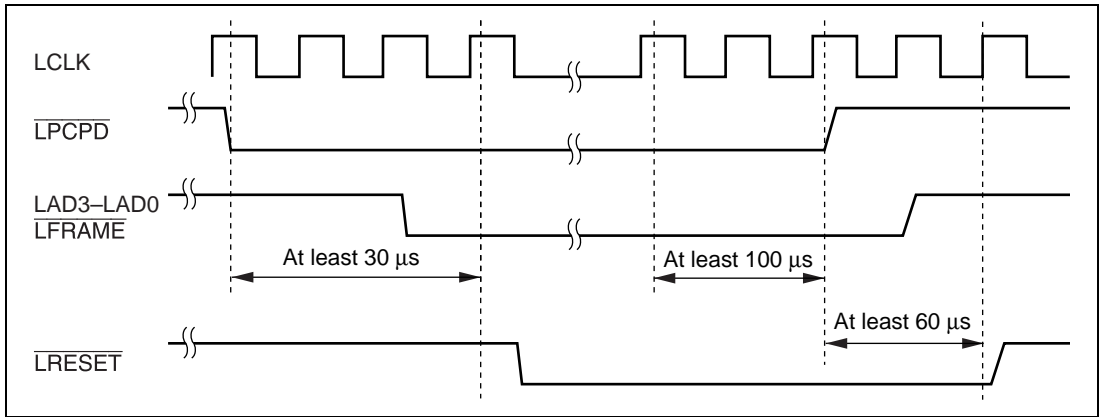 LCLK
LPCPD
LAD3–LAD0
LFRAME
At least 30 μs
At least 100 μs
At least 60 μs
LRESET